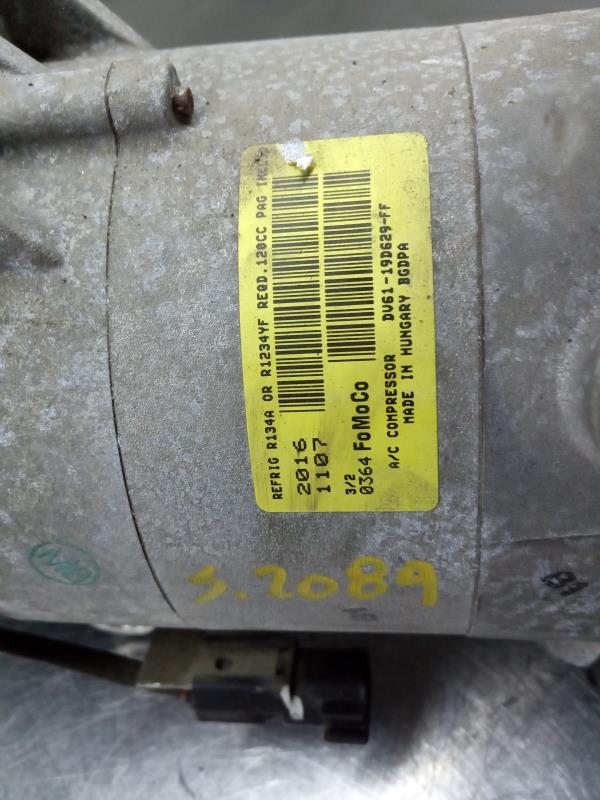 REFRIG R134A OR R1234YF REQD.120CC PAG
2016
1107
3/2
0364 FoMoCo
A/C COMPRESSOR DV61-19D629-FF
MADE IN HUNGARY BGDPA
S.2089